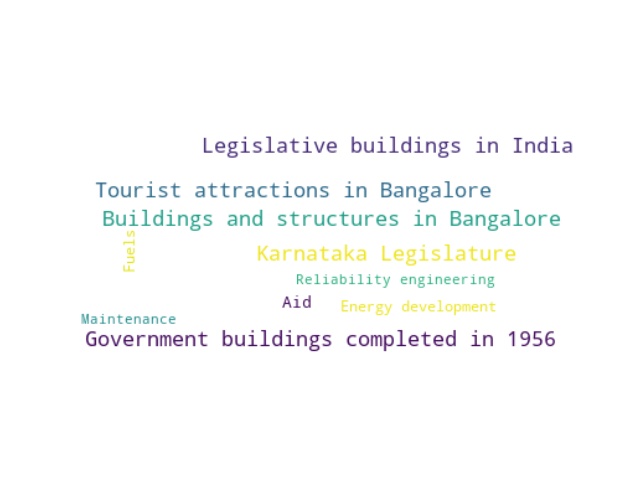 Legislative buildings in India
Tourist attractions in Bangalore
Buildings and structures in Bangalore
Fuels
Karnataka Legislature
Reliability engineering
Aid
Energy development
Maintenance
Government buildings completed in 1956